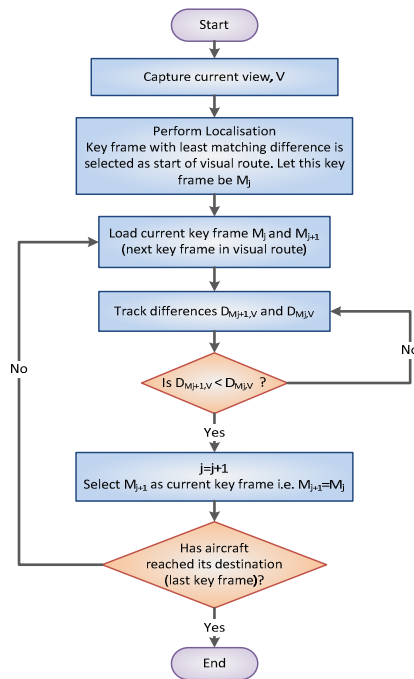 Start
Capture current view, V
Perform Localisation
Key frame with least matching difference is
selected as start of visual route. Let this key
frame be Mj
Load current key frame Mj and Mj+1
(next key frame in visual route)
Track differences DMj+1,V and DMj,V
No
No
Is DMj+1,V < DMj,V ?
Yes
j=j+1
Select Mj+1 as current key frame i.e. Mj+1=Mj
Has aircraft
reached its destination
(last key frame)?
Yes
End